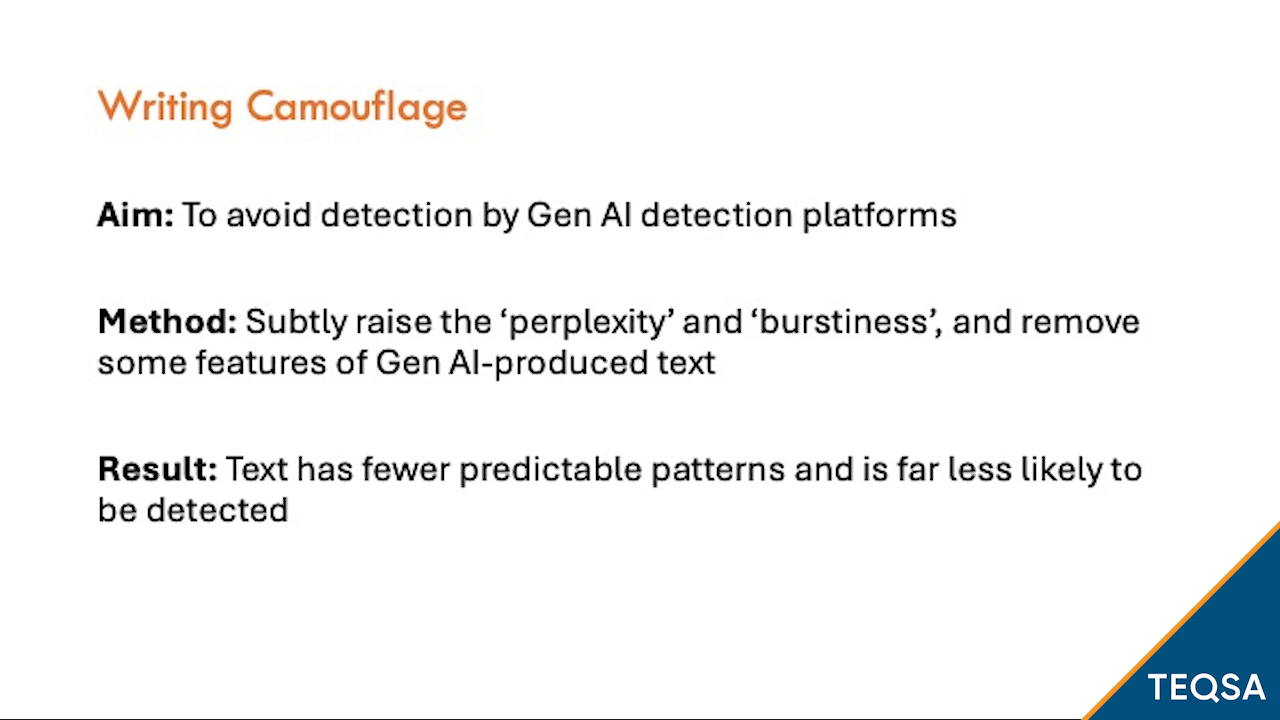 Writing Camouflage
Aim: To avoid detection by Gen AI detection platforms
Method: Subtly raise the ‘perplexity’ and ‘burstiness’, and remove
some features of Gen AI-produced text
Result: Text has fewer predictable patterns and is far less likely to
be detected
TEQSA